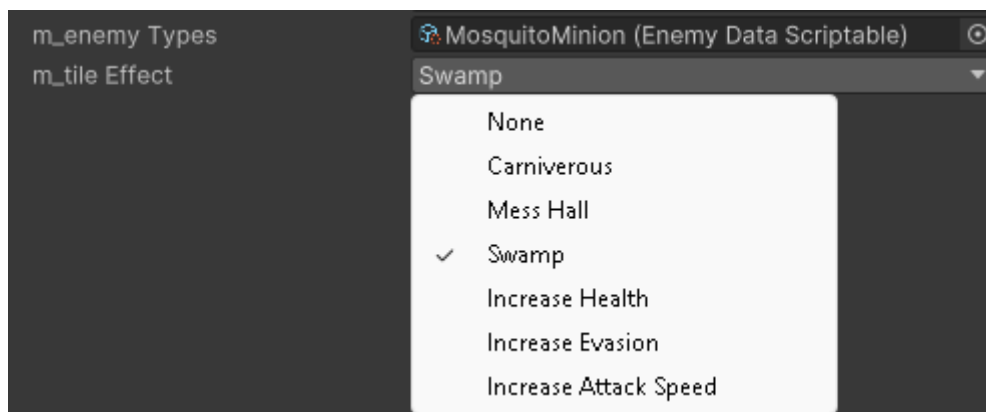 m_enemy Types
MosquitoMinion (Enemy Data Scriptable)
m_tile Effect
Swamp
None
Carniverous
Mess Hall
Swamp
Increase Health
Increase Evasion
Increase Attack Speed